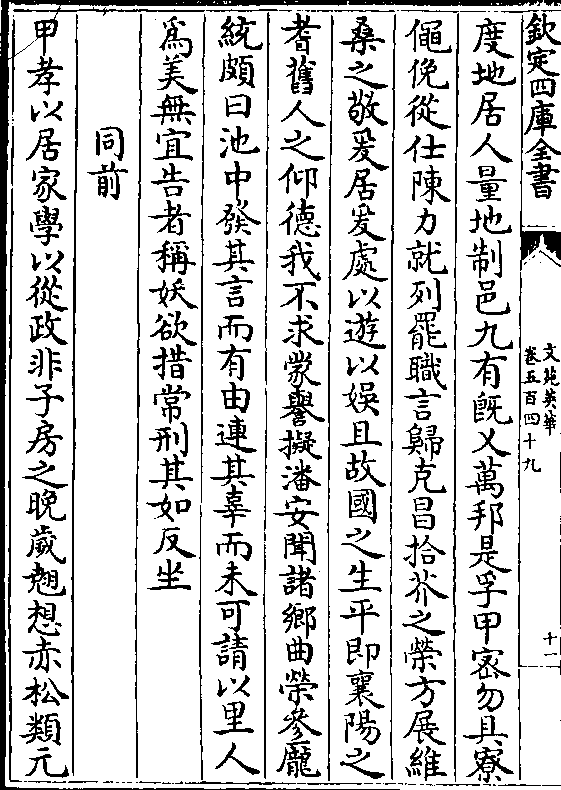 欽定四庫全書
文苑英華
卷五百四十九
十一
度地居人量地制邑九有既乂萬邦是孚甲宻勿具寮
僶俛從仕陳力就列罷職言歸克昌拾芥之榮方展維
桑之敬爰居爰處以遊以娱且故國之生平即襄陽之
耆舊人之仰德我不求蒙譽擬潘安聞諸鄉曲榮參龎
統頗曰池中發其言而有由連其辜而未可請以里人
爲美無宜告者稱妖欲措常刑其如反坐
同前
甲孝以居家學以從政非子房之晚歲翹想赤松類元